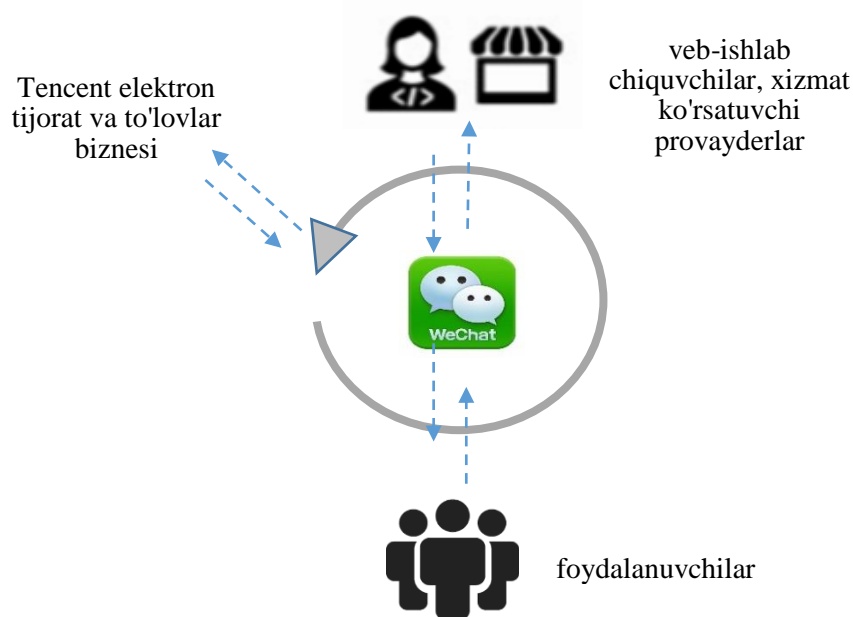 Tencent elektron
tijorat va to'lovlar
biznesi
</>
veb-ishlab
chiquvchilar, xizmat
ko'rsatuvchi
provayderlar
WeChat
foydalanuvchilar